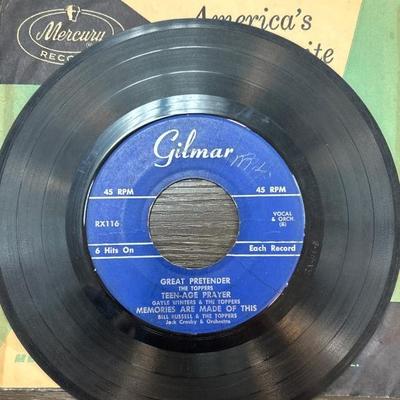 America's
Mercury
RECO
ite
Gilmar
45 RPM
45 RPM
RX116
VOCAL
& ORCH.
(B)
6 Hits On
Each Record
GREAT PRETENDER
THE TOPPERS
TEEN-AGE PRAYER
GAYLE WINTERS & THE TOPPERS
MEMORIES ARE MADE OF THIS
BILL RUSSELL & THE TOPPERS
Jack Crosby & Orchestra